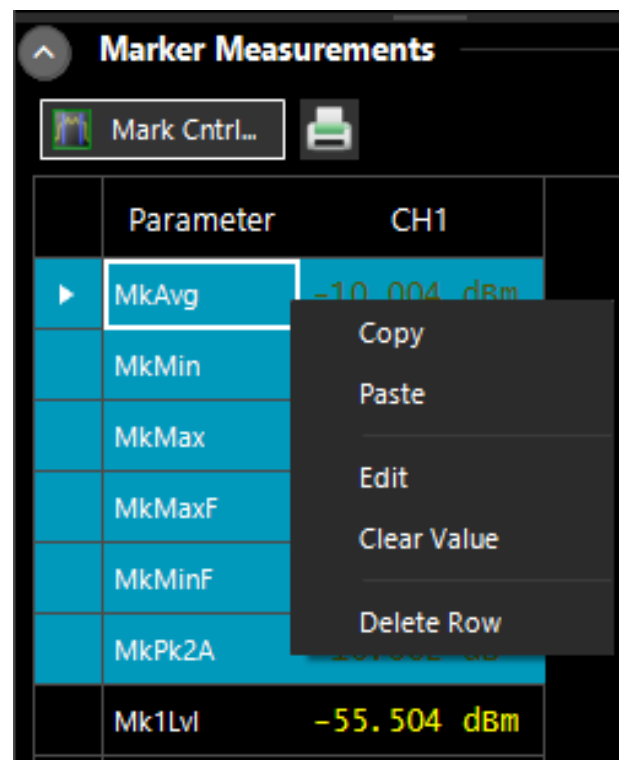 Marker Measurements
Mark Cntrl...
Parameter CH1
MkAvg -10.004 dBm
Copy
MkMin
Paste
MkMax
Edit
MkMaxF
Clear Value
MkMinF
Delete Row
MkPk2A
Mk1Lvl -55.504 dBm